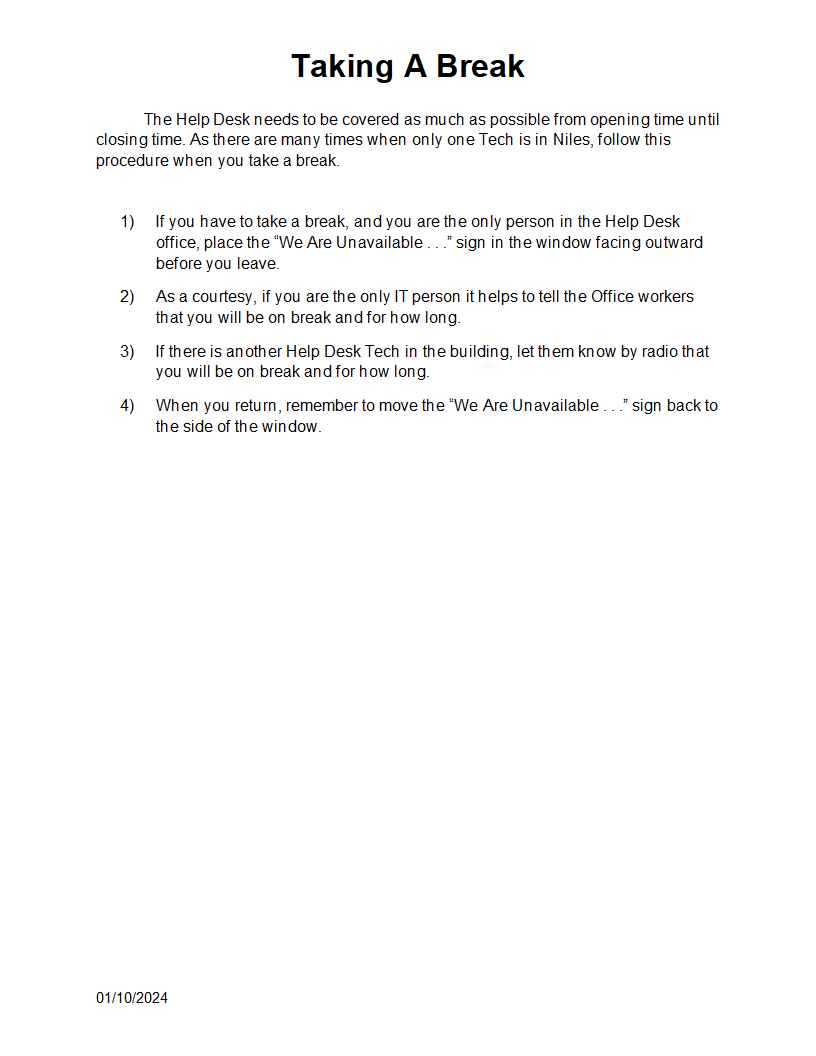 Taking A Break
The Help Desk needs to be covered as much as possible from opening time until
closing time. As there are many times when only one Tech is in Niles, follow this
procedure when you take a break.
1) If you have to take a break, and you are the only person in the Help Desk
office, place the “We Are Unavailable . . .” sign in the window facing outward
before you leave.
2) As a courtesy, if you are the only IT person it helps to tell the Office workers
that you will be on break and for how long.
3) If there is another Help Desk Tech in the building, let them know by radio that
you will be on break and for how long.
4) When you return, remember to move the “We Are Unavailable . . .” sign back to
the side of the window.
01/10/2024